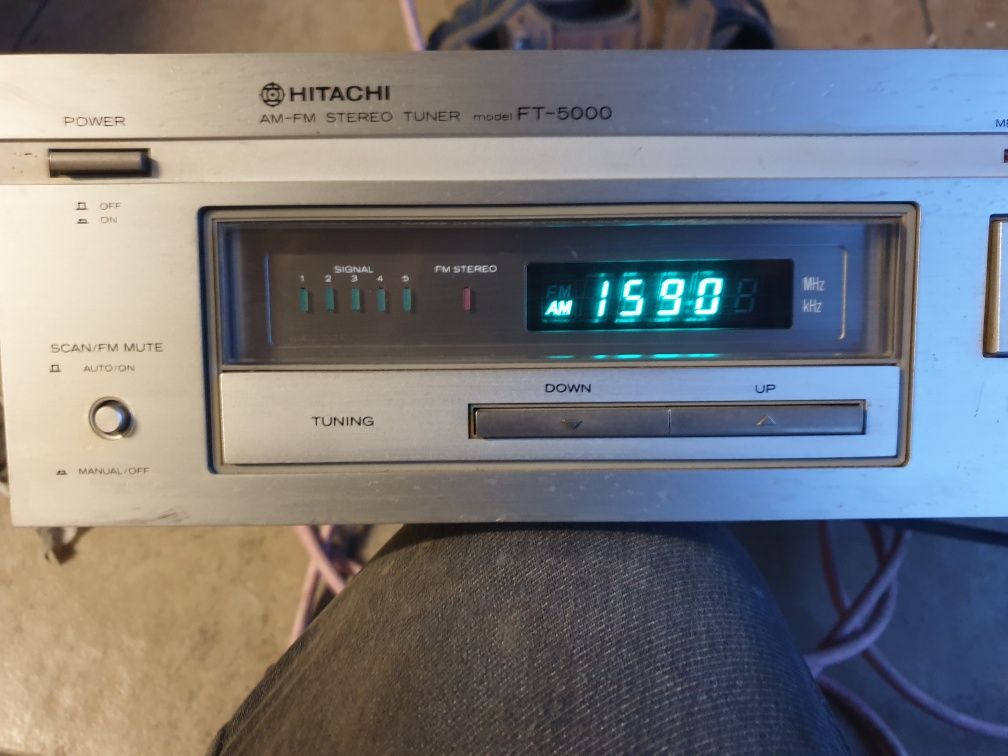 HITACHI
AM-FM STEREO TUNER model FT-5000
POWER
OFF
ON
SIGNAL
1 2 3 4 5
FM STEREO
FM
AM 1590
MHz
kHz
SCAN/FM MUTE
AUTO/ON
MANUAL/OFF
TUNING
DOWN
UP